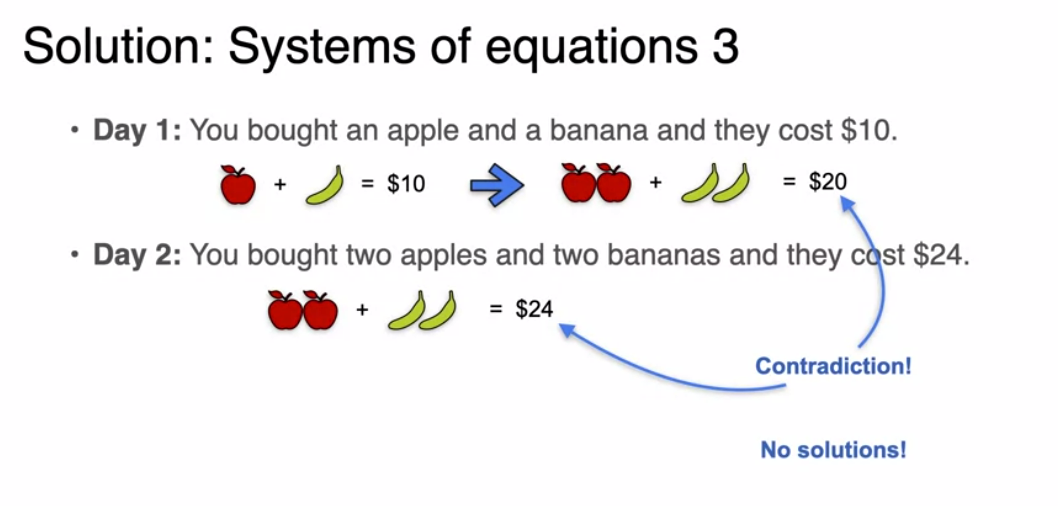 Solution: Systems of equations 3
• Day 1: You bought an apple and a banana and they cost $10.
+ = $10 + = $20
• Day 2: You bought two apples and two bananas and they cost $24.
+ = $24
Contradiction!
No solutions!